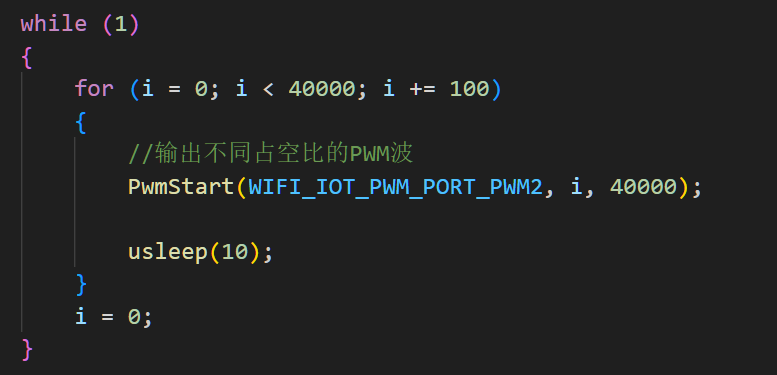 while (1)
{
    for (i = 0; i < 40000; i += 100)
    {
        //输出不同占空比的PWM波
        PwmStart(WIFI_IOT_PWM_PORT_PWM2, i, 40000);

        usleep(10);
    }
    i = 0;
}